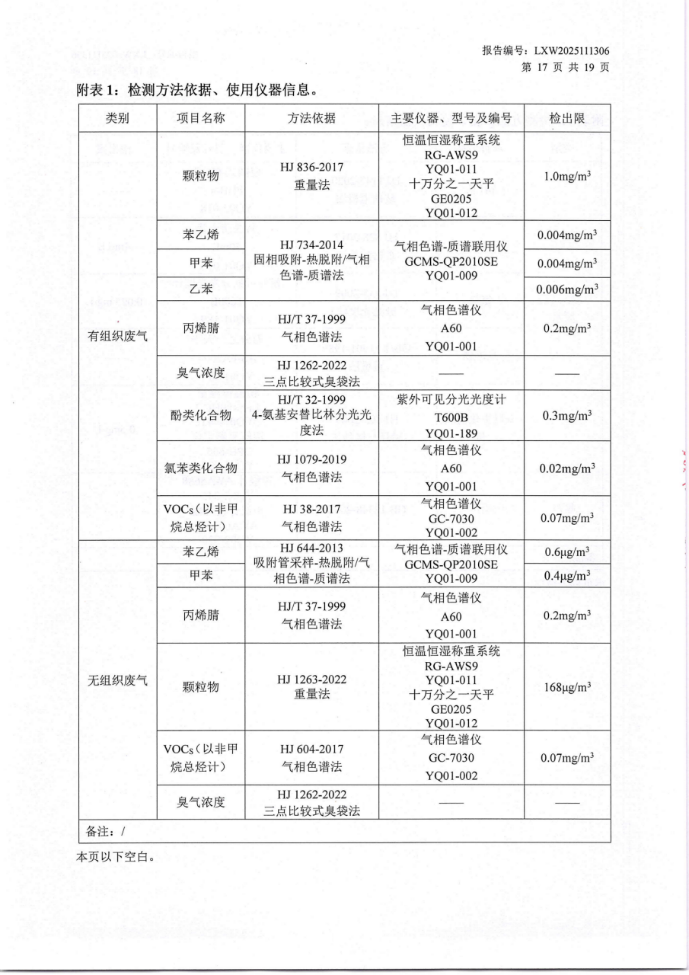 报告编号：LXW2025111306
第 17 页 共 19 页
附表 1：检测方法依据、使用仪器信息。
类别 项目名称 方法依据 主要仪器、型号及编号 检出限
有组织废气
颗粒物
HJ 836-2017
重量法
恒温恒湿称重系统
RG-AWS9
YQ01-011
十万分之一天平
GE0205
YQ01-012
1.0mg/m³
苯乙烯
甲苯
乙苯
HJ 734-2014
固相吸附-热脱附/气相
色谱-质谱法
气相色谱-质谱联用仪
GCMS-QP2010SE
YQ01-009
0.004mg/m³
0.004mg/m³
0.006mg/m³
丙烯腈
HJ/T 37-1999
气相色谱法
气相色谱仪
A60
YQ01-001
0.2mg/m³
臭气浓度
HJ 1262-2022
三点比较式臭袋法
——
——
酚类化合物
HJ/T 32-1999
4-氨基安替比林分光光
度法
紫外可见分光光度计
T600B
YQ01-189
0.3mg/m³
氯苯类化合物
HJ 1079-2019
气相色谱法
气相色谱仪
A60
YQ01-001
0.02mg/m³
VOCs（以非甲
烷总烃计）
HJ 38-2017
气相色谱法
气相色谱仪
GC-7030
YQ01-002
0.07mg/m³
无组织废气
苯乙烯
甲苯
HJ 644-2013
吸附管采样-热脱附/气
相色谱-质谱法
气相色谱-质谱联用仪
GCMS-QP2010SE
YQ01-009
0.6μg/m³
0.4μg/m³
丙烯腈
HJ/T 37-1999
气相色谱法
气相色谱仪
A60
YQ01-001
0.2mg/m³
颗粒物
HJ 1263-2022
重量法
恒温恒湿称重系统
RG-AWS9
YQ01-011
十万分之一天平
GE0205
YQ01-012
168μg/m³
VOCs（以非甲
烷总烃计）
HJ 604-2017
气相色谱法
气相色谱仪
GC-7030
YQ01-002
0.07mg/m³
臭气浓度
HJ 1262-2022
三点比较式臭袋法
——
——
备注：/
本页以下空白。